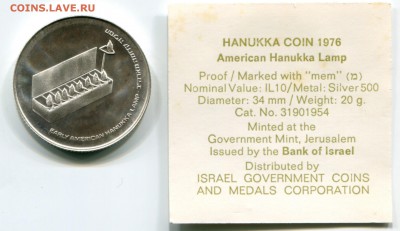 COINS.ЛАВЕ.RU
EARLY AMERICAN HANUKKA LAMP
HANUKKA COIN 1976
American Hanukka Lamp
Proof / Marked with "mem" (מ)
Nominal Value: IL10/Metal: Silver 500
Diameter: 34 mm / Weight: 20 g.
Cat. No. 31901954
Minted at the
Government Mint, Jerusalem
Issued by the Bank of israel
Distributed by
ISRAEL GOVERNMENT COINS
AND MEDALS CORPORATION